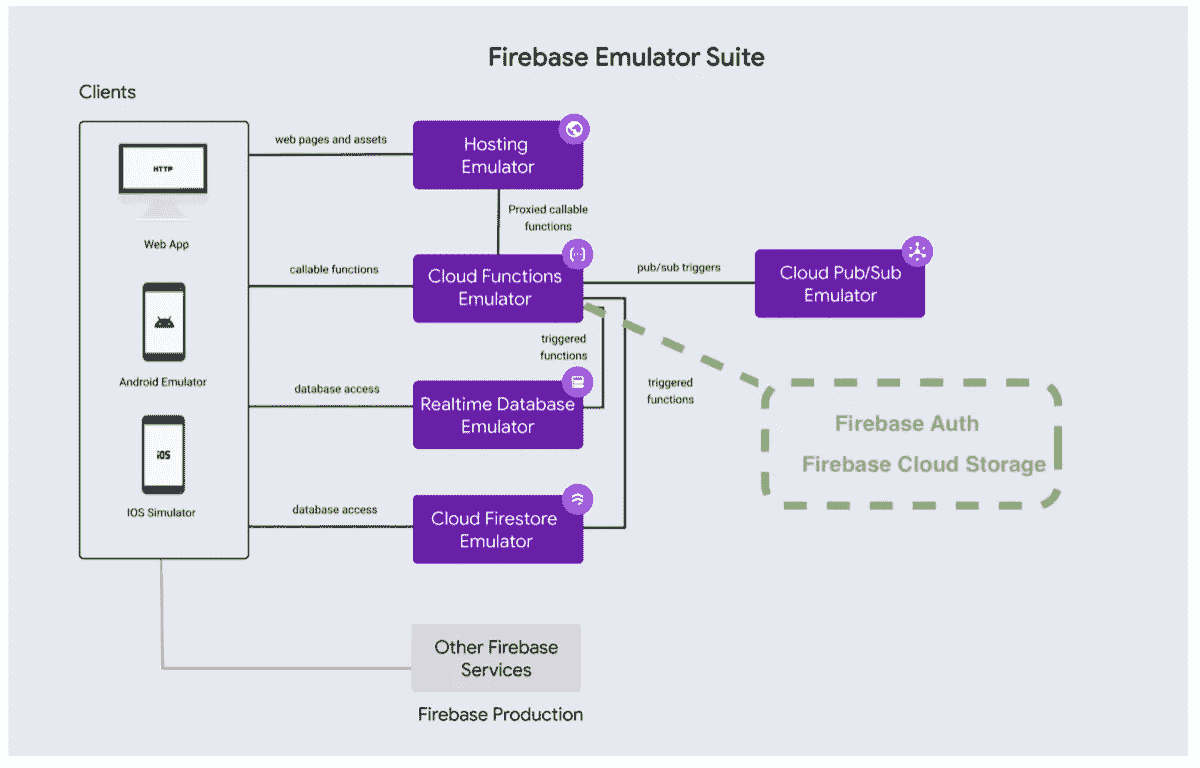 Firebase Emulator Suite
Clients
HTTP
Web App
Android Emulator
iOS
IOS Simulator
web pages and assets
Hosting
Emulator
Proxied callable
functions
callable functions
Cloud Functions
Emulator
pub/sub triggers
Cloud Pub/Sub
Emulator
triggered
functions
database access
Realtime Database
Emulator
triggered
functions
Firebase Auth
Firebase Cloud Storage
database access
Cloud Firestore
Emulator
Other Firebase
Services
Firebase Production